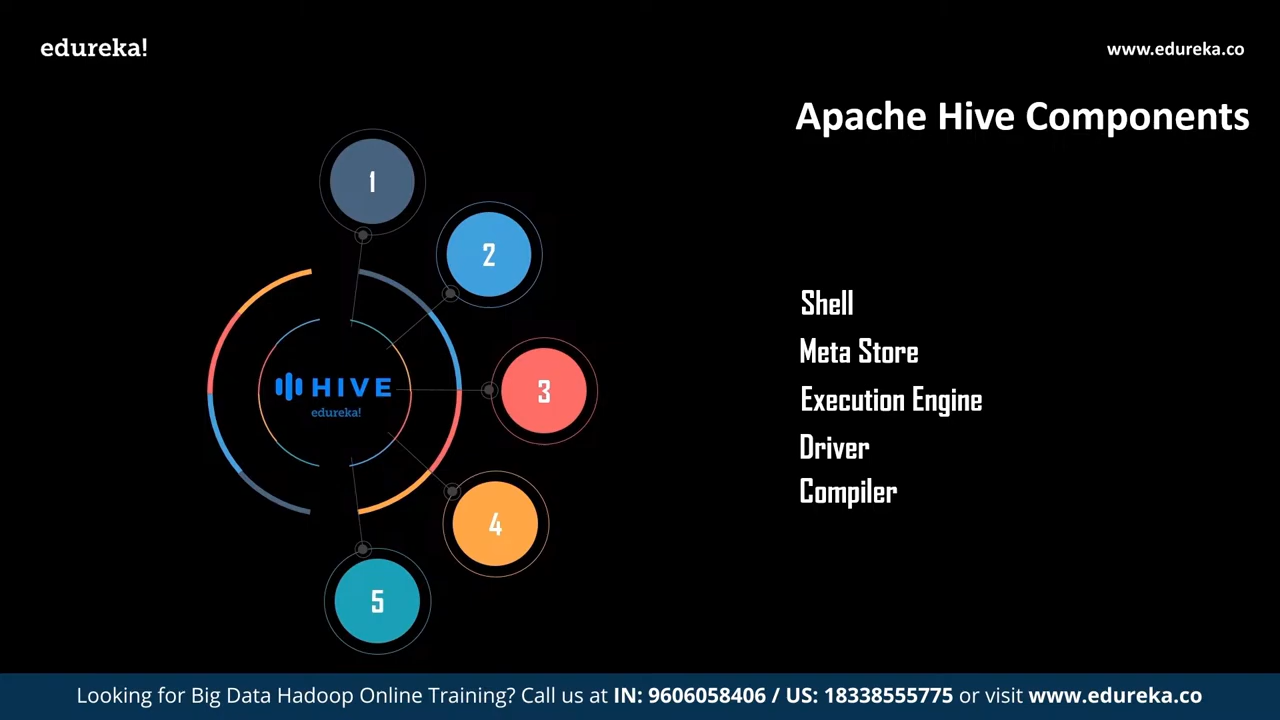 edureka!
www.edureka.co
Apache Hive Components
1
2
3
4
5
HIVE
edureka!
Shell
Meta Store
Execution Engine
Driver
Compiler
Looking for Big Data Hadoop Online Training? Call us at IN: 9606058406 / US: 18338555775 or visit www.edureka.co